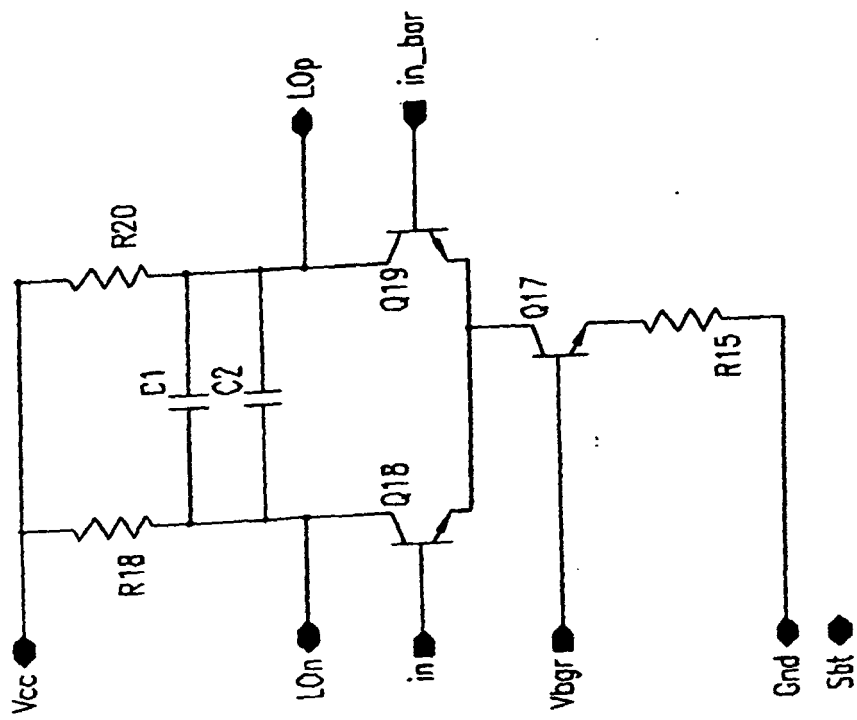 Vcc
R18
R20
C1
C2
LOn
LOp
Q18
Q19
in
in_bar
Vbgr
Q17
R15
Gnd
Sbt